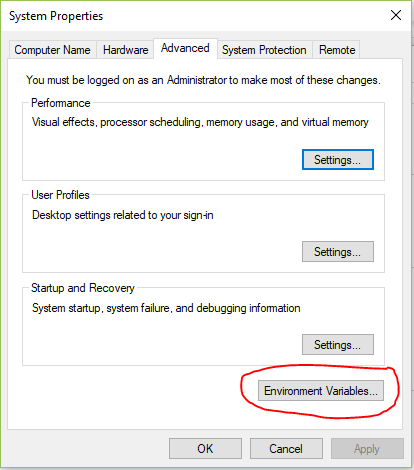 System Properties
Computer Name Hardware Advanced System Protection Remote
You must be logged on as an Administrator to make most of these changes.
Performance
Visual effects, processor scheduling, memory usage, and virtual memory
Settings...
User Profiles
Desktop settings related to your sign-in
Settings...
Startup and Recovery
System startup, system failure, and debugging information
Settings...
Environment Variables...
OK Cancel Apply